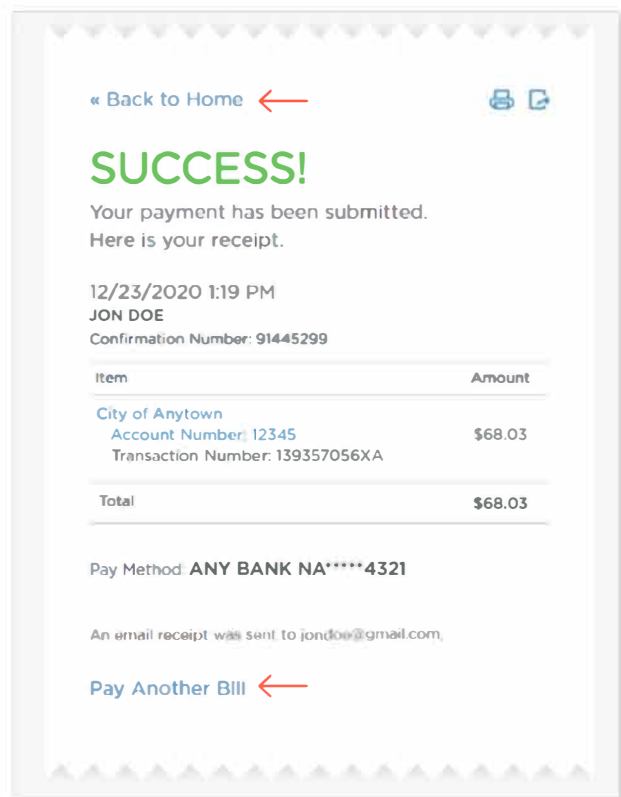 « Back to Home
SUCCESS!
Your payment has been submitted.
Here is your receipt.
12/23/2020 1:19 PM
JON DOE
Confirmation Number: 91445299
Item Amount
City of Anytown
Account Number: 12345 $68.03
Transaction Number: 139357056XA
Total $68.03
Pay Method: ANY BANK NA*****4321
An email receipt was sent to jondoe@gmail.com.
Pay Another Bill